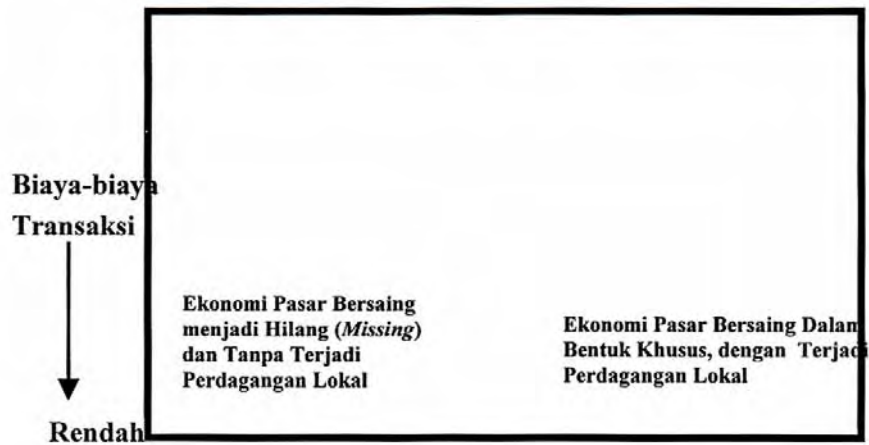 Biaya-biaya
Transaksi
Ekonomi Pasar Bersaing
menjadi Hilang (Missing)
dan Tanpa Terjadi
Perdagangan Lokal
Ekonomi Pasar Bersaing Dalam
Bentuk Khusus, dengan Terjadi
Perdagangan Lokal
Rendah